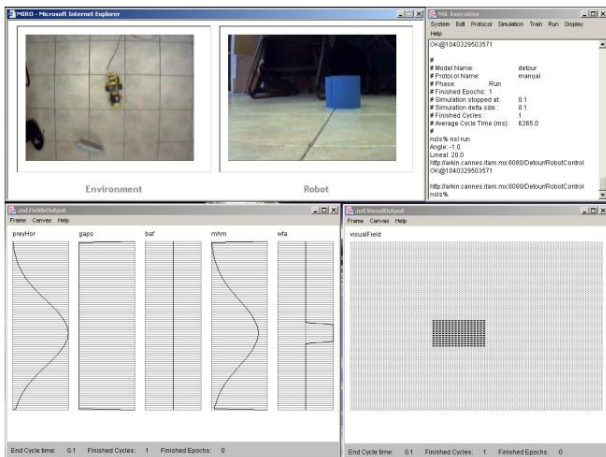 MIRO - Microsoft Internet Explorer
Environment
Robot
NSL Executive
System Edit Protocol Simulation Train Run Display
Help
OK@1040329503571
#
# Model Name: detour
# Protocol Name: manual
# Phase: Run
# Finished Epochs: 1
# Simulation stopped at: 0.1
# Simulation delta size : 0.1
# Finished Cycles: 1
# Average Cycle Time (ms): 6265.0
#
nsls% nsl run
Angle: -1.0
Lineal: 20.0
http://arkin.cannes.itam.mx:8080/Detour/RobotControl
OK@1040329503571
http://arkin.cannes.itam.mx:8080/Detour/RobotControl
nsls%
.nsl.FieldsOutput
Frame Canvas Help
preyHor gaps baf mhm wta
End Cycle time: 0.1 Finished Cycles: 1 Finished Epochs: 0
.nsl.VisualOutput
Frame Canvas Help
visualField
End Cycle time: 0.1 Finished Cycles: 1 Finished Epochs: 0